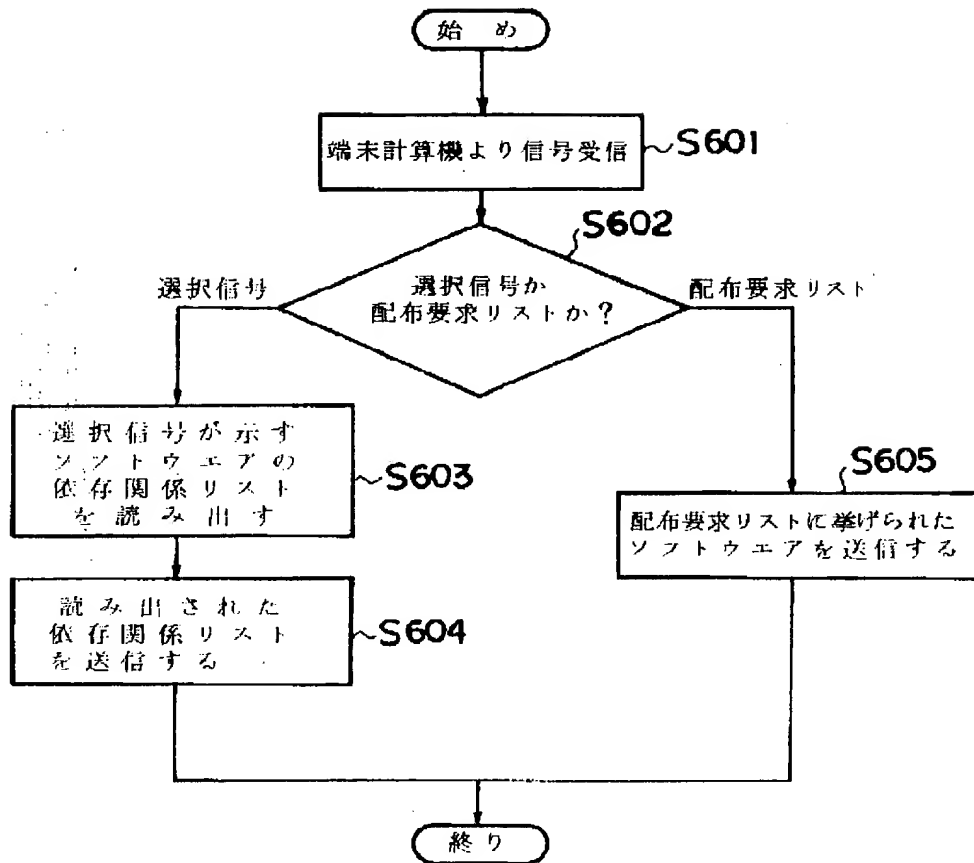 始め
端末計算機より信号受信
S601
S602
選択信号か
配布要求リストか?
選択信号
配布要求リスト
選択信号が示す
ソフトウエアの
依存関係リスト
を読み出す
S603
S605
配布要求リストに挙げられた
ソフトウエアを送信する
読み出された
依存関係リスト
を送信する
S604
終り